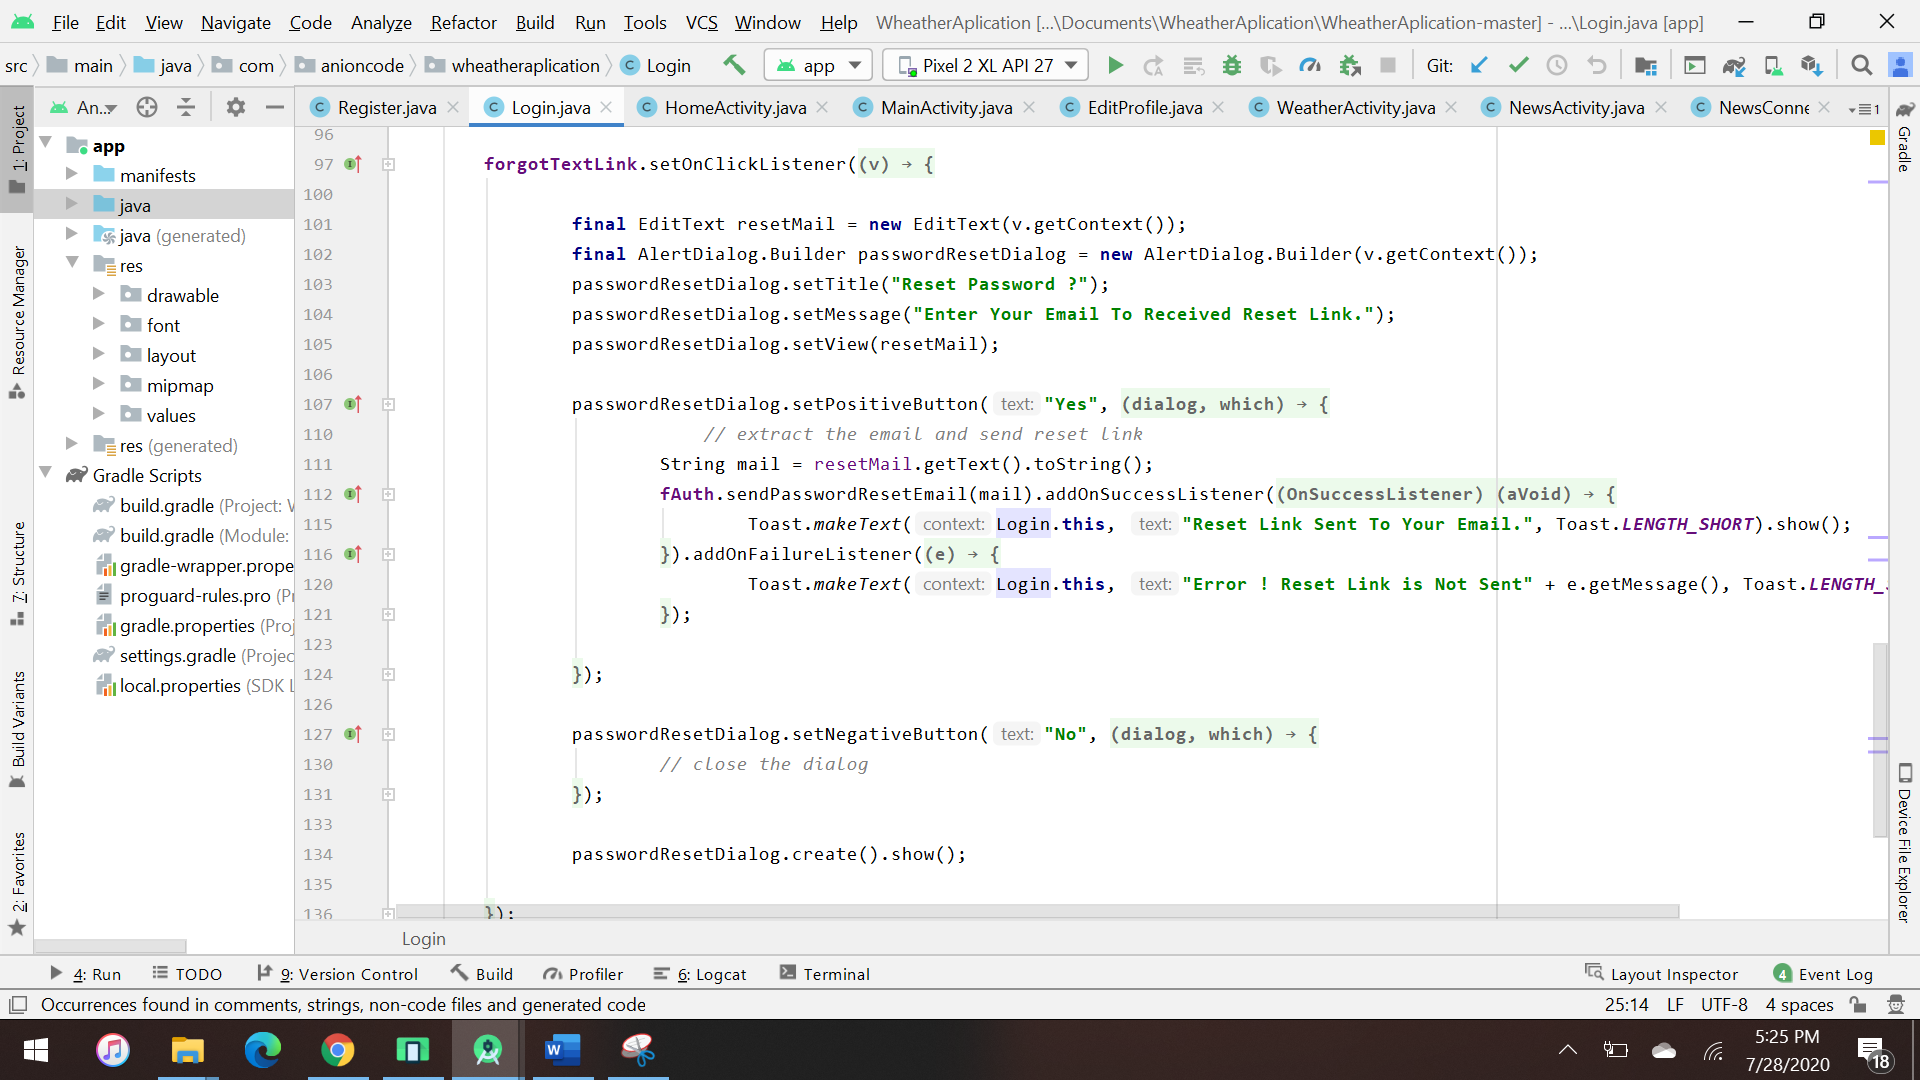 File Edit View Navigate Code Analyze Refactor Build Run Tools VCS Window Help WheatherAplication [...\Documents\WheatherAplication\WheatherAplication-master] - ...\Login.java [app]
src main java com anioncode wheatheraplication Login app Pixel 2 XL API 27 Git:
An... Register.java Login.java HomeActivity.java MainActivity.java EditProfile.java WeatherActivity.java NewsActivity.java NewsConne 1
1: Project
Resource Manager
7: Structure
Build Variants
2: Favorites
app
manifests
java
java (generated)
res
drawable
font
layout
mipmap
values
res (generated)
Gradle Scripts
build.gradle (Project: W
build.gradle (Module:
gradle-wrapper.prope
proguard-rules.pro (Pr
gradle.properties (Proj
settings.gradle (Projec
local.properties (SDK L
96
97 forgotTextLink.setOnClickListener((v) → {
100
101 final EditText resetMail = new EditText(v.getContext());
102 final AlertDialog.Builder passwordResetDialog = new AlertDialog.Builder(v.getContext());
103 passwordResetDialog.setTitle("Reset Password ?");
104 passwordResetDialog.setMessage("Enter Your Email To Received Reset Link.");
105 passwordResetDialog.setView(resetMail);
106
107 passwordResetDialog.setPositiveButton( text: "Yes", (dialog, which) → {
110 // extract the email and send reset link
111 String mail = resetMail.getText().toString();
112 fAuth.sendPasswordResetEmail(mail).addOnSuccessListener((OnSuccessListener) (aVoid) → {
115 Toast.makeText( context: Login.this, text: "Reset Link Sent To Your Email.", Toast.LENGTH_SHORT).show();
116 }).addOnFailureListener((e) → {
120 Toast.makeText( context: Login.this, text: "Error ! Reset Link is Not Sent" + e.getMessage(), Toast.LENGTH_
121 });
123
124 });
126
127 passwordResetDialog.setNegativeButton( text: "No", (dialog, which) → {
130 // close the dialog
131 });
133
134 passwordResetDialog.create().show();
135
136 });
Login
Gradle
Device File Explorer
4: Run TODO 9: Version Control Build Profiler 6: Logcat Terminal Layout Inspector 4 Event Log
Occurrences found in comments, strings, non-code files and generated code 25:14 LF UTF-8 4 spaces
5:25 PM
7/28/2020
18